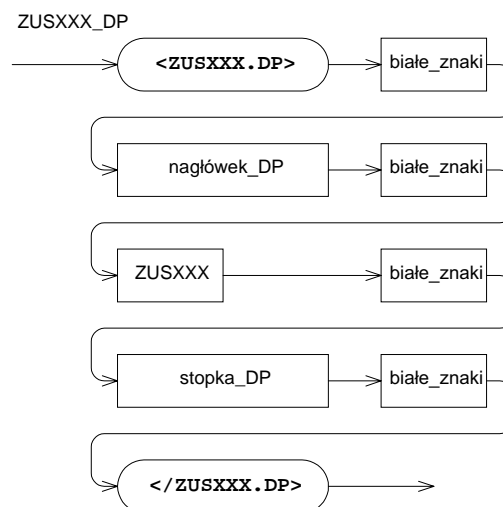 ZUSXXX_DP
<ZUSXXX.DP> białe_znaki
nagłówek_DP białe_znaki
ZUSXXX białe_znaki
stopka_DP białe_znaki
</ZUSXXX.DP>